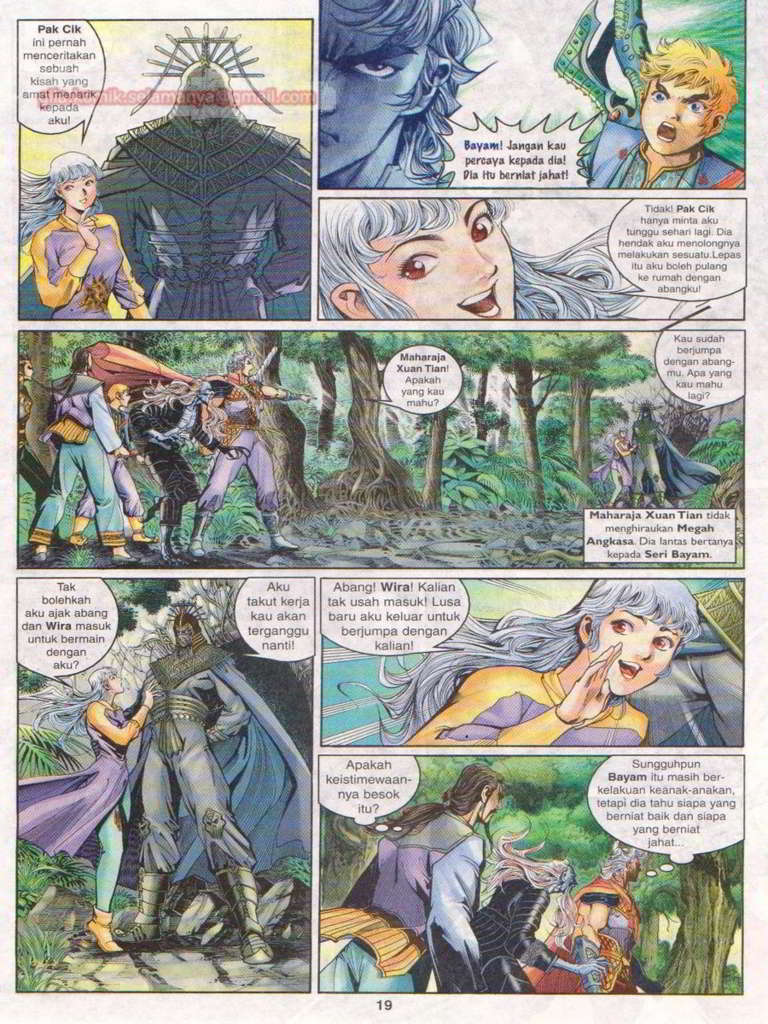 Pak Cik
ini pernah
menceritakan
sebuah
kisah yang
amat menarik
kepada
aku!
Bayam! Jangan kau
percaya kepada dia!
Dia itu berniat jahat!
Tidak! Pak Cik
hanya minta aku
tunggu sehari lagi. Dia
hendak aku menolongnya
melakukan sesuatu.Lepas
itu aku boleh pulang
ke rumah dengan
abangku!
Maharaja
Xuan Tian!
Apakah
yang kau
mahu?
Kau sudah
berjumpa
dengan abang-
mu. Apa yang
kau mahu
lagi?
Maharaja Xuan Tian tidak
menghiraukan Megah
Angkasa. Dia lantas bertanya
kepada Seri Bayam.
Tak
bolehkah
aku ajak abang
dan Wira masuk
untuk bermain
dengan
aku?
Aku
takut kerja
kau akan
terganggu
nanti!
Abang! Wira! Kalian
tak usah masuk! Lusa
baru aku keluar untuk
berjumpa dengan
kalian!
Apakah
keistimewaan-
nya besok
itu?
Sungguhpun
Bayam itu masih ber-
kelakuan keanak-anakan,
tetapi dia tahu siapa yang
berniat baik dan siapa
yang berniat
jahat...
19